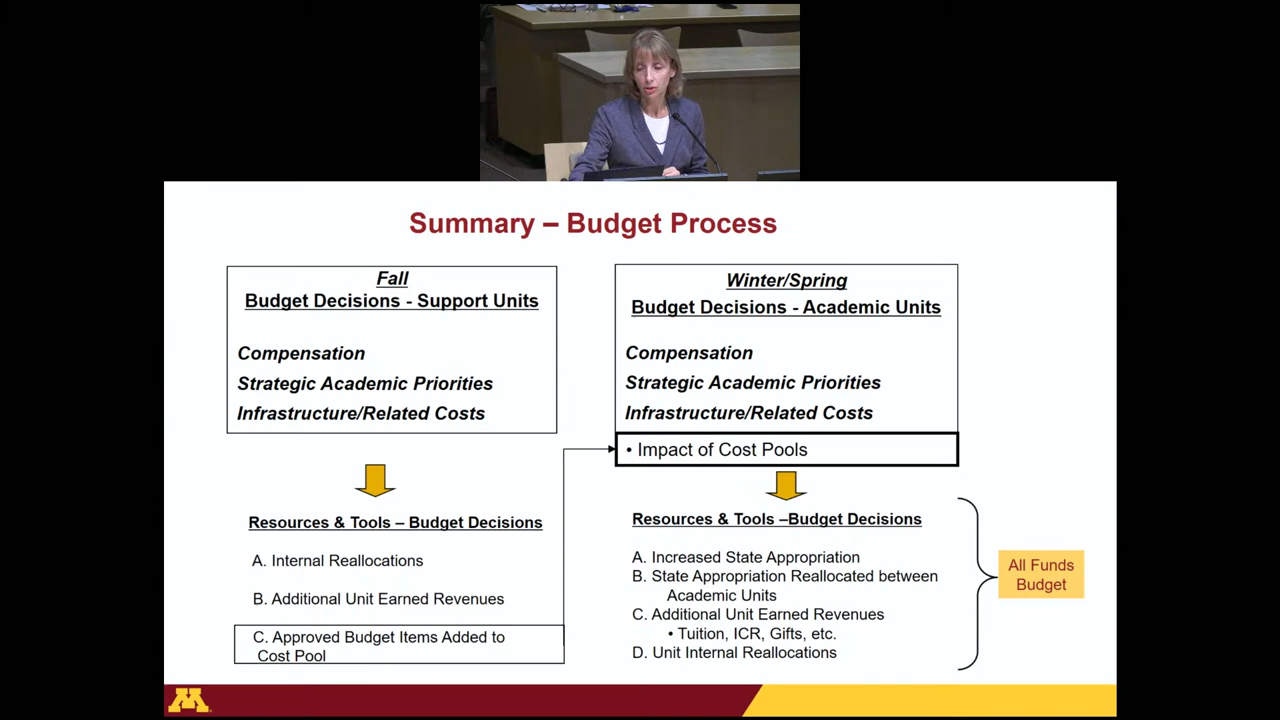 Summary – Budget Process
Fall
Budget Decisions - Support Units
Compensation
Strategic Academic Priorities
Infrastructure/Related Costs
Resources & Tools – Budget Decisions
A. Internal Reallocations
B. Additional Unit Earned Revenues
C. Approved Budget Items Added to
Cost Pool
Winter/Spring
Budget Decisions - Academic Units
Compensation
Strategic Academic Priorities
Infrastructure/Related Costs
• Impact of Cost Pools
Resources & Tools –Budget Decisions
A. Increased State Appropriation
B. State Appropriation Reallocated between
Academic Units
C. Additional Unit Earned Revenues
• Tuition, ICR, Gifts, etc.
D. Unit Internal Reallocations
All Funds
Budget
M